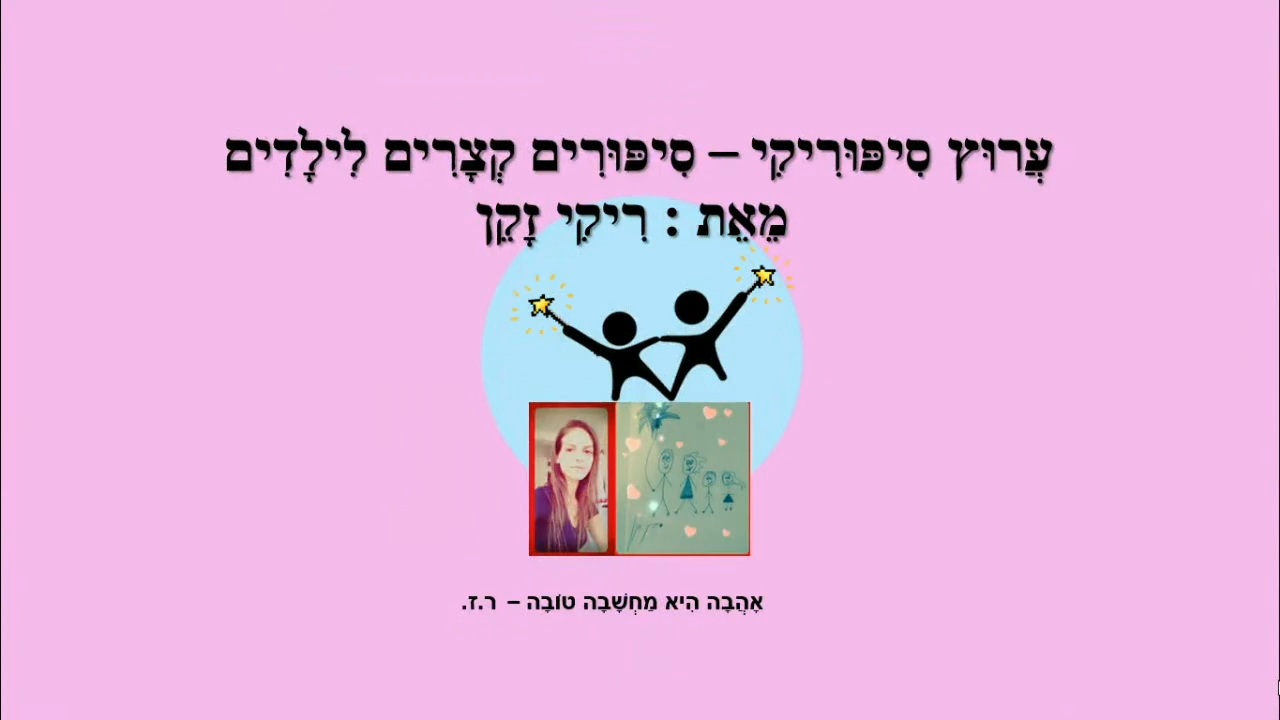 עֲרוּץ סִיפּוּרִיקִי – סִיפּוּרִים קְצָרִים לִילָדִים
מֵאֵת : רִיקִי זָקֵן
אָהֲבָה הִיא מַחְשָׁבָה טוֹבָה – ר.ז.